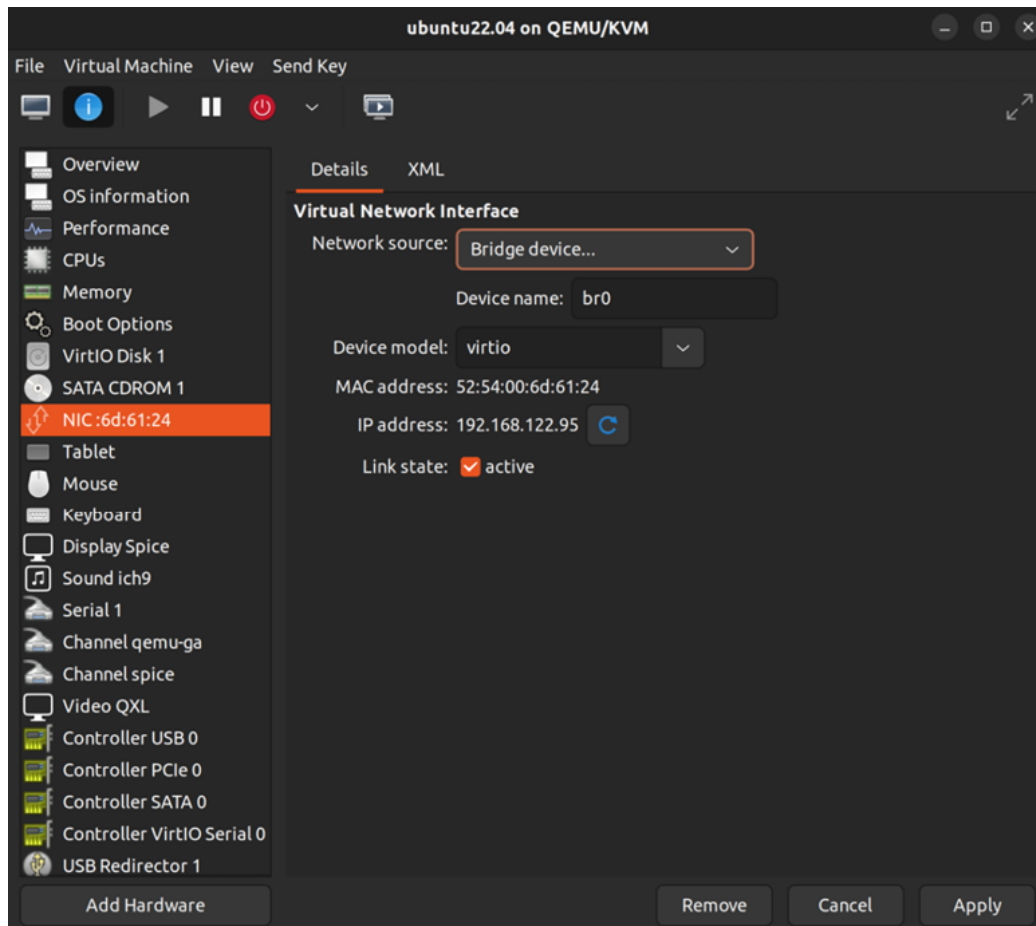 ubuntu22.04 on QEMU/KVM
File Virtual Machine View Send Key
Overview
OS information
Performance
CPUs
Memory
Boot Options
VirtIO Disk 1
SATA CDROM 1
NIC :6d:61:24
Tablet
Mouse
Keyboard
Display Spice
Sound ich9
Serial 1
Channel qemu-ga
Channel spice
Video QXL
Controller USB 0
Controller PCIe 0
Controller SATA 0
Controller VirtIO Serial 0
USB Redirector 1
Add Hardware
Details XML
Virtual Network Interface
Network source: Bridge device...
Device name: br0
Device model: virtio
MAC address: 52:54:00:6d:61:24
IP address: 192.168.122.95
Link state: active
Remove Cancel Apply